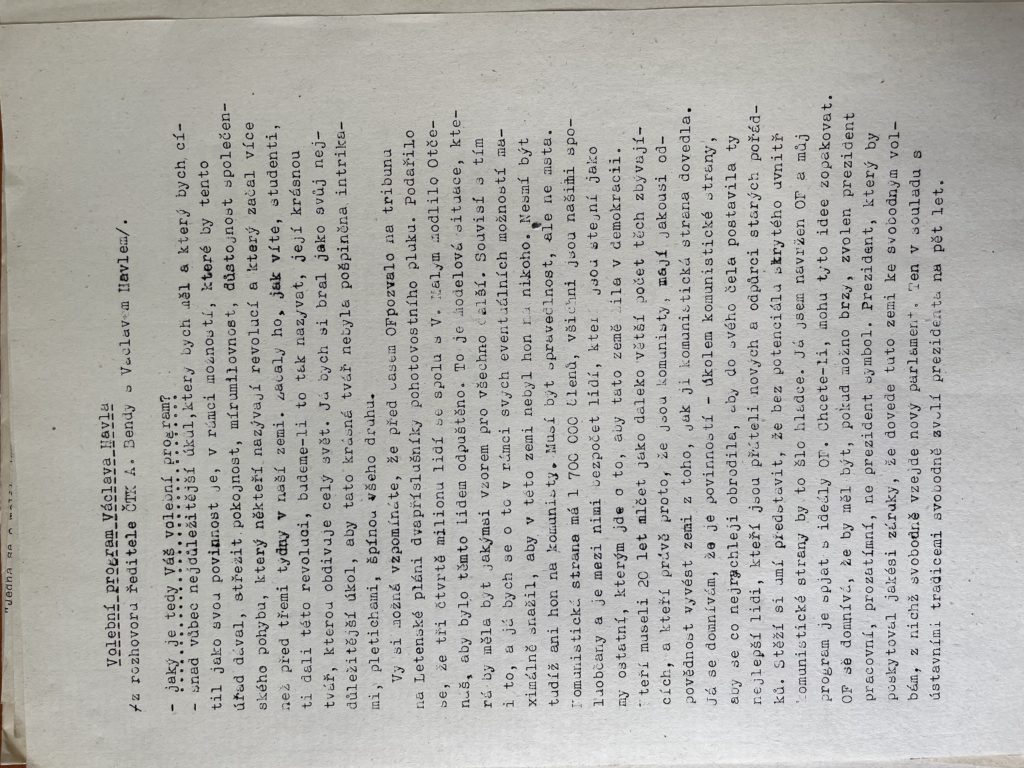 "Jedná se o
Volební program Václava Havla
/z rozhovoru ředitele ČTK A. Bendy s Václavem Havlem/.
- jaký je tedy Váš volební program?
- snad vůbec nejdůležitější úkol,který bych měl a který bych cí-
til jako svou povinnost je, v rámci možností, které by tento
úřad dával, střežit pokojnost, mírumilovnost, důstojnost společen-
ského pohybu, který někteří nazývají revolucí a který začal více
než před třemi týdny v naší zemi. Začaly ho, jak víte, studenti,
ti dali této revoluci, budeme-li to tak nazývat, její krásnou
tvář, kterou obdivuje celý svět. Já bych si bral jako svůj nej-
důležitější úkol, aby tato krásná tvář nebyla pošpiněna intrika-
mi, pletichami, špínou všeho druhu.
Vy si možná vzpomínáte, že před časem OFpozvalo na tribunu
na Letenské pláni dvapříslušníky pohotovostního pluku. Podařilo
se, že tři čtvrtě milionu lidí se spolu s V. Malým modlilo Otče-
náš, aby bylo těmto lidem odpuštěno. To je modelová situace, kte-
rá by měla být jakýmsi vzorem pro všechno další. Souvisí s tím
i to, a já bych se o to v rámci svých eventuálních možností ma-
ximálně snažil, aby v této zemi nebyl hon na nikoho. Nesmí být
tudíž ani hon na komunisty. Musí být spravedlnost, ale ne msta.
Komunistická strana má 1 700 000 členů, všichni jsou našimi spo-
luobčany a je mezi nimi bezpočet lidí, kteří jsou stejní jako
my ostatní, kterým jde o to, aby tato země žila v demokracii.
Kteří museli 20 let mlčet jako daleko větší počet těch zbývají-
cích, a kteří právě proto, že jsou komunisty, mají jakousi od-
povědnost vyvést zemi z toho, jak ji komunistická strana dovedla.
Já se domnívám, že je povinností - úkolem komunistické strany,
aby se co nejrychleji obrodila, aby do svého čela postavila ty
nejlepší lidi, kteří jsou přáteli nových a odpůrci starých pořád-
ků. Stěží si umí představit, že bez potenciálu skrytého uvnitř
komunistické strany by to šlo hladce. Já jsem navržen OF a můj
program je spjat s ideály OF. Chcete-li, mohu tyto idee zopakovat.
OF se domnívá, že by měl být, pokud možno brzy, zvolen prezident
pracovní, prozatímní, ne prezident symbol. Prezident, který by
poskytoval jakési záruky, že dovede tuto zemi ke svobodným vol-
bám, z nichž svobodně vzejde nový parlament. Ten v souladu s
ústavními tradicemi svobodně zvolí prezidenta na pět let.